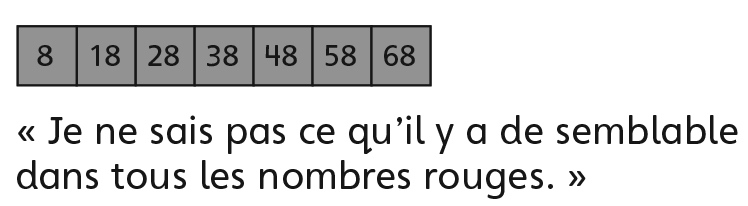 8 18 28 38 48 58 68
« Je ne sais pas ce qu’il y a de semblable
dans tous les nombres rouges. »